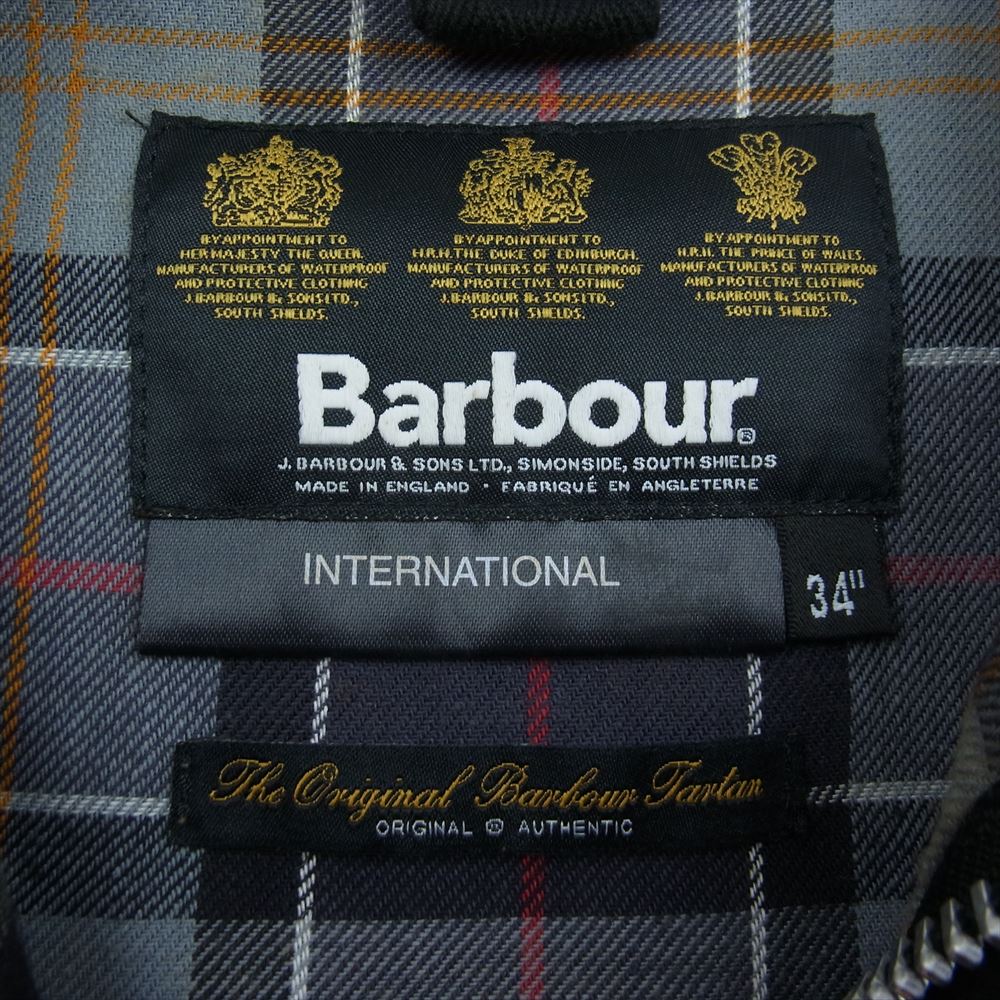 BY APPOINTMENT TO
HER MAJESTY THE QUEEN.
MANUFACTURERS OF WATERPROOF
AND PROTECTIVE CLOTHING
J.BARBOUR & SONS LTD.,
SOUTH SHIELDS.
BY APPOINTMENT TO
H.R.H. THE DUKE OF EDINBURGH.
MANUFACTURERS OF WATERPROOF
AND PROTECTIVE CLOTHING
J.BARBOUR & SONS LTD.,
SOUTH SHIELDS.
BY APPOINTMENT TO
H.R.H. THE PRINCE OF WALES.
MANUFACTURERS OF WATERPROOF
AND PROTECTIVE CLOTHING
J.BARBOUR & SONS LTD.,
SOUTH SHIELDS.
Barbour®
J. BARBOUR & SONS LTD., SIMONSIDE, SOUTH SHIELDS
MADE IN ENGLAND · FABRIQUÉ EN ANGLETERRE
INTERNATIONAL
34"
The Original Barbour Tartan
ORIGINAL AUTHENTIC